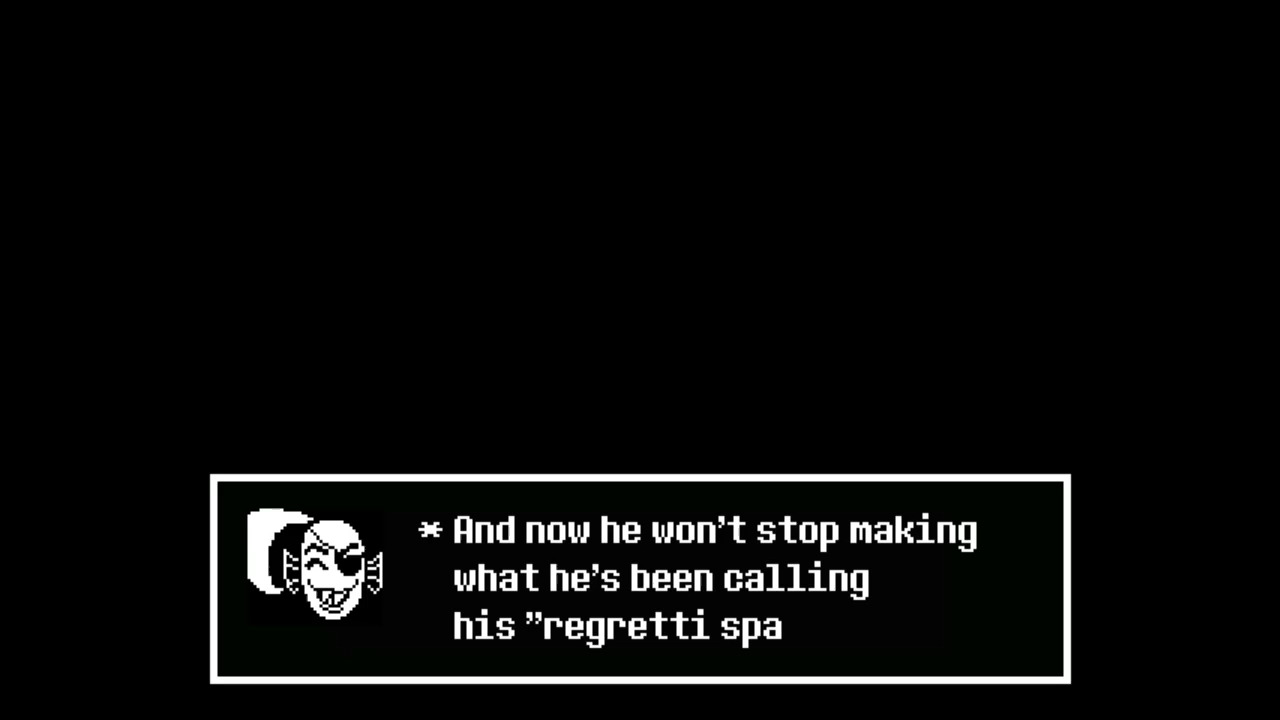 * And now he won't stop making
what he's been calling
his "regretti spa